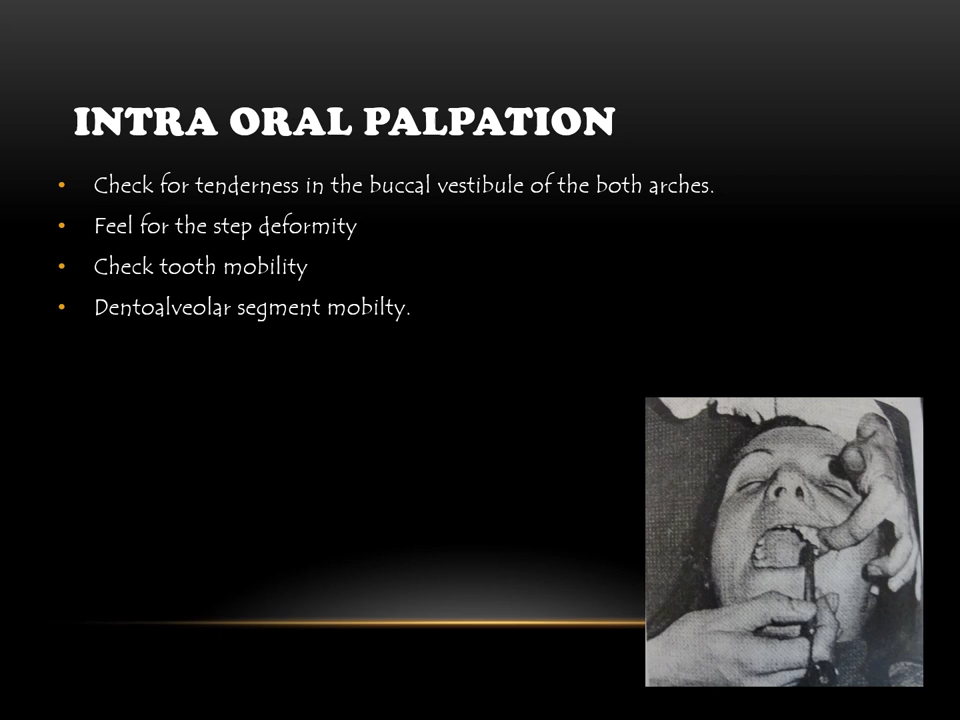 INTRA ORAL PALPATION
• Check for tenderness in the buccal vestibule of the both arches.
• Feel for the step deformity
• Check tooth mobility
• Dentoalveolar segment mobilty.